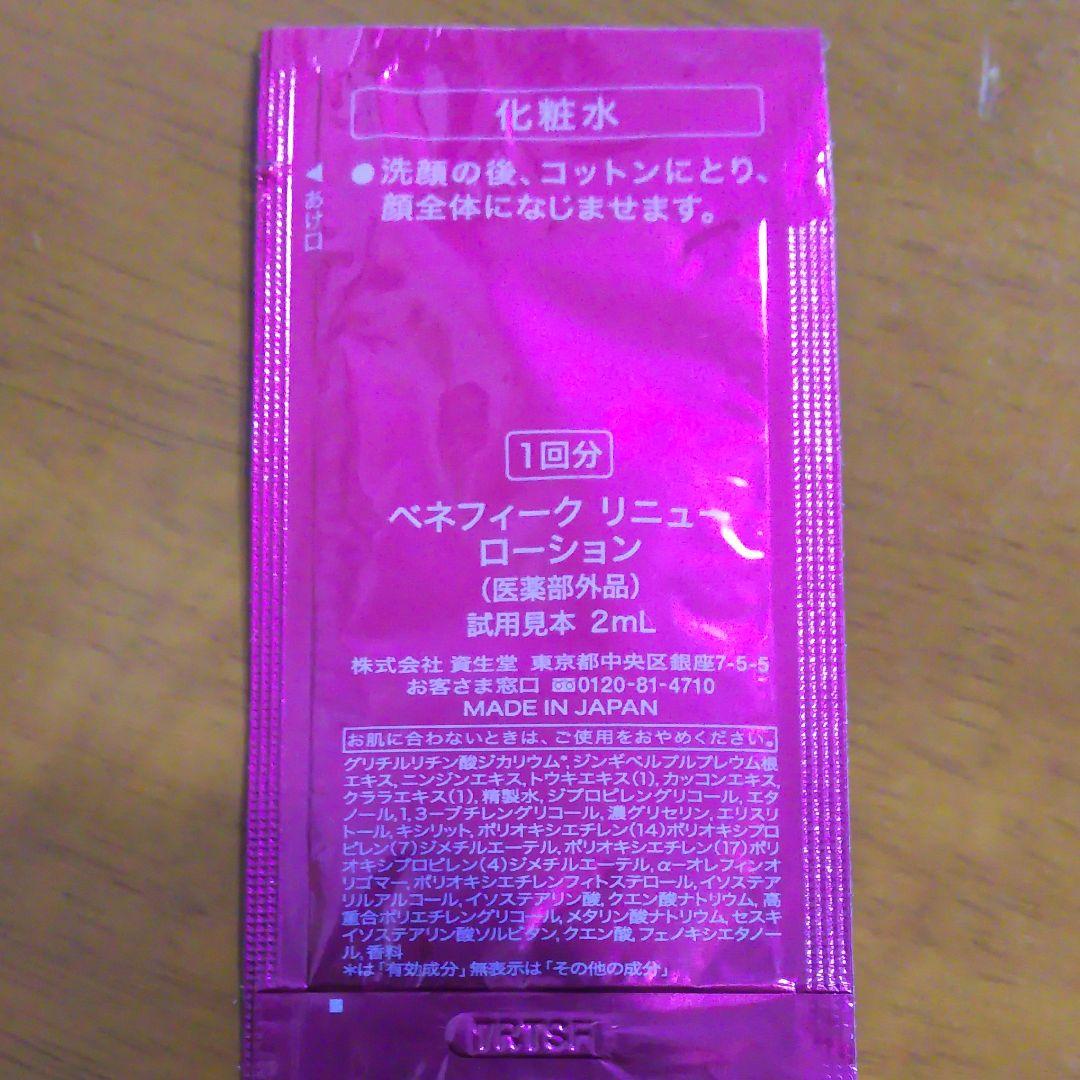 化粧水
◀あけ口
●洗顔の後、コットンにとり、
顔全体になじませます。
1回分
ベネフィーク リニュー
ローション
(医薬部外品)
試用見本 2mL
株式会社 資生堂 東京都中央区銀座7-5-5
お客さま窓口 0120-81-4710
MADE IN JAPAN
お肌に合わないときは、ご使用をおやめください。
グリチルリチン酸ジカリウム*, ジンギベルプルプレウム根
エキス, ニンジンエキス, トウキエキス(1), カッコンエキス,
クララエキス(1), 精製水, ジプロピレングリコール, エタ
ノール, 1, 3ーブチレングリコール, 濃グリセリン, エリスリ
トール, キシリット, ポリオキシエチレン(14)ポリオキシプロ
ピレン(7)ジメチルエーテル, ポリオキシエチレン(17)ポリ
オキシプロピレン(4)ジメチルエーテル, α−オレフィンオ
リゴマー, ポリオキシエチレンフィトステロール, イソステア
リルアルコール, イソステアリン酸, クエン酸ナトリウム, 高
重合ポリエチレングリコール, メタリン酸ナトリウム, セスキ
イソステアリン酸ソルビタン, クエン酸, フェノキシエタノー
ル, 香料
*は「有効成分」無表示は「その他の成分」